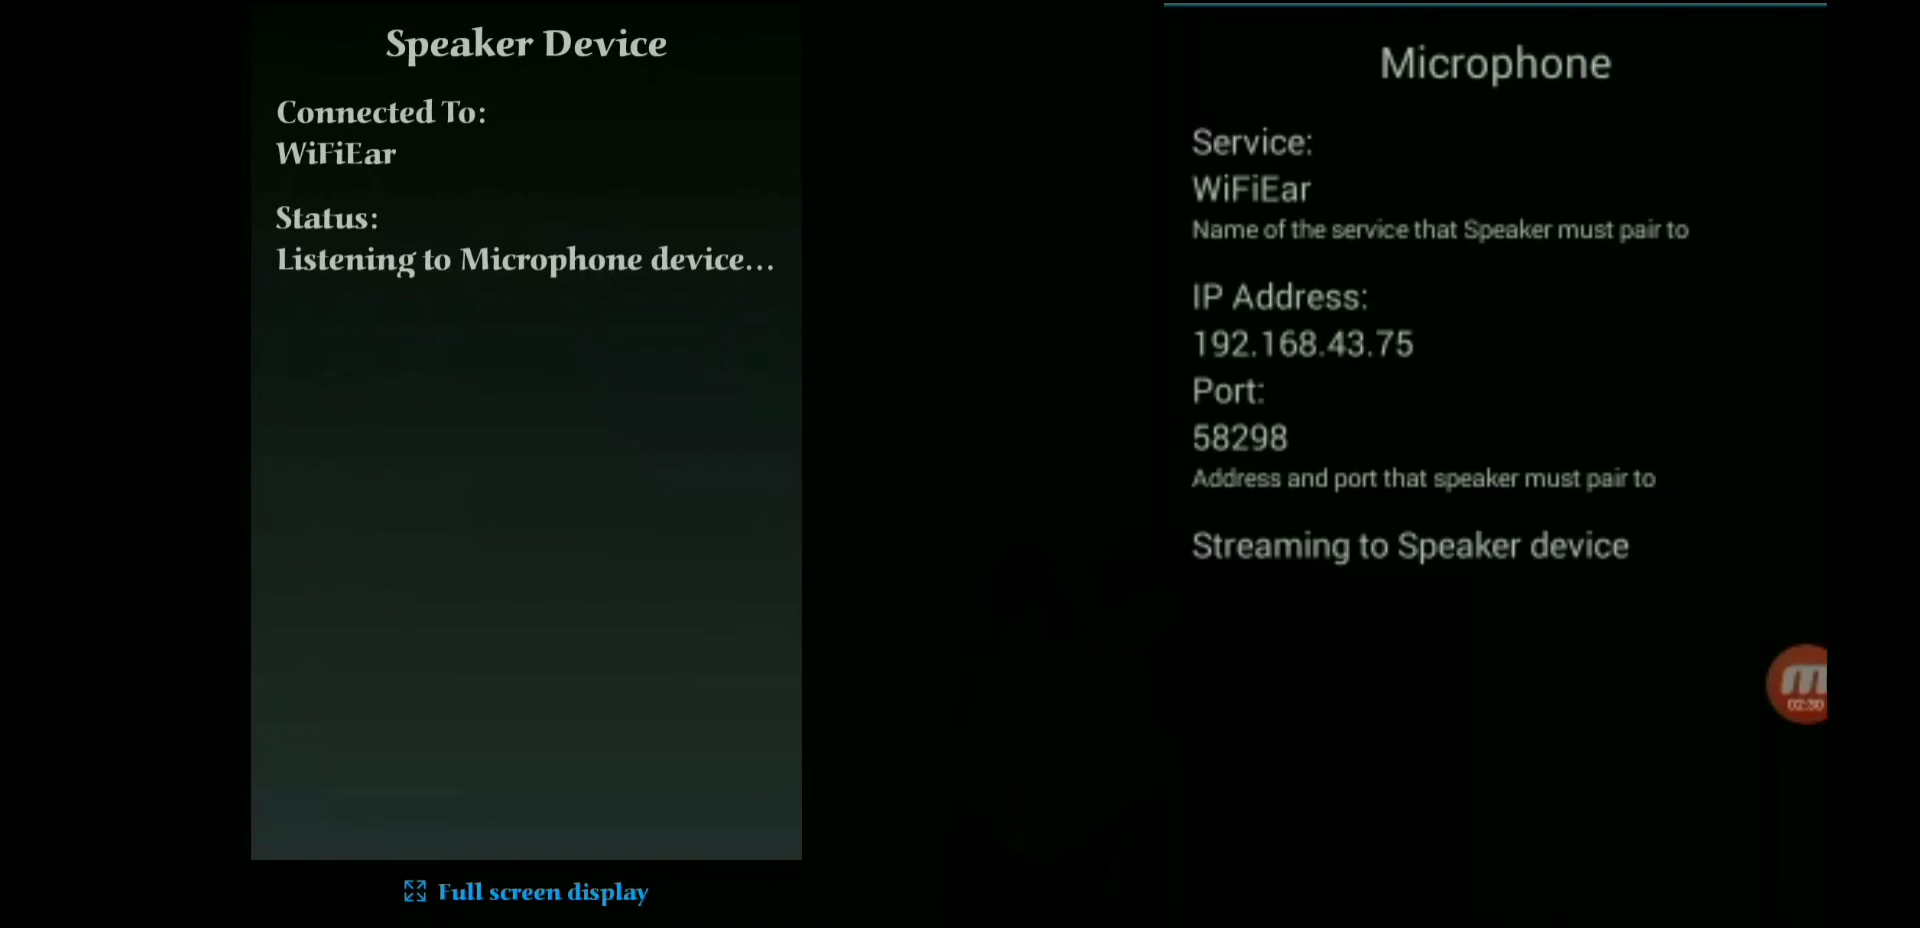 Speaker Device
Connected To:
WiFiEar
Status:
Listening to Microphone device...
Full screen display
Microphone
Service:
WiFiEar
Name of the service that Speaker must pair to
IP Address:
192.168.43.75
Port:
58298
Address and port that speaker must pair to
Streaming to Speaker device
02:30